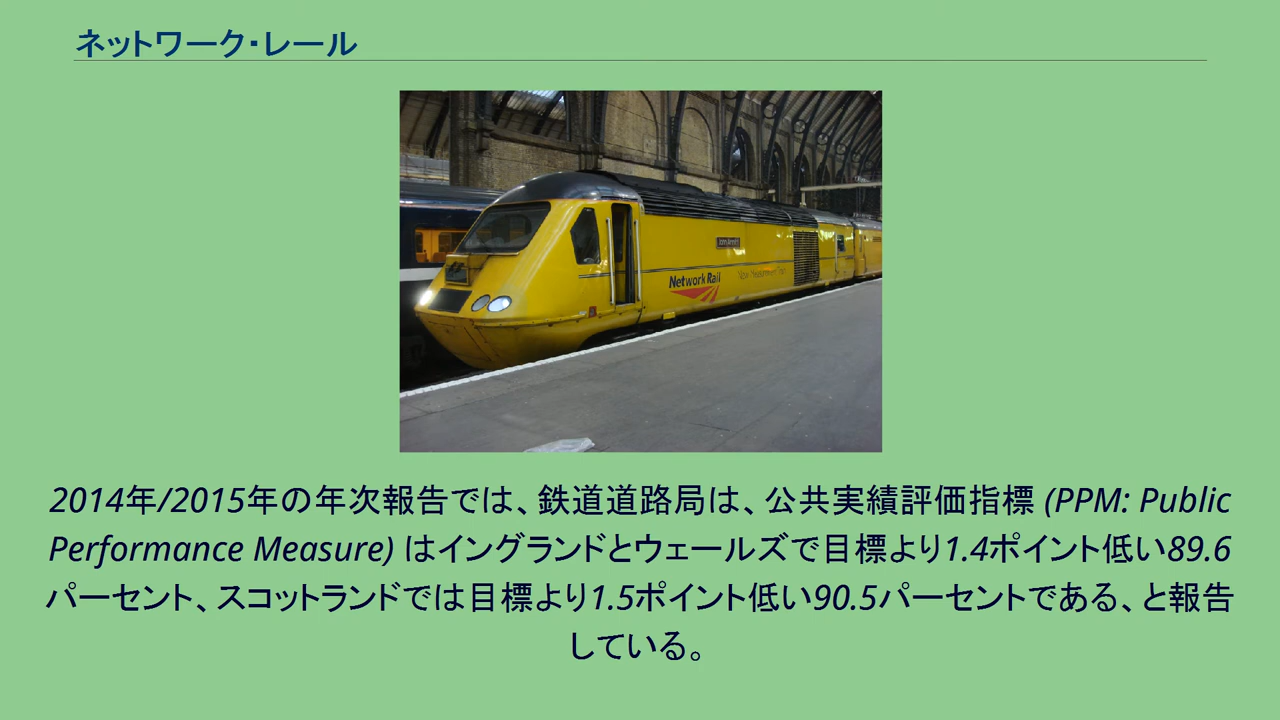 ネットワーク・レール
Network Rail
2014年/2015年の年次報告では、鉄道道路局は、公共実績評価指標 (PPM: Public
Performance Measure) はイングランドとウェールズで目標より1.4ポイント低い89.6
パーセント、スコットランドでは目標より1.5ポイント低い90.5パーセントである、と報告
している。